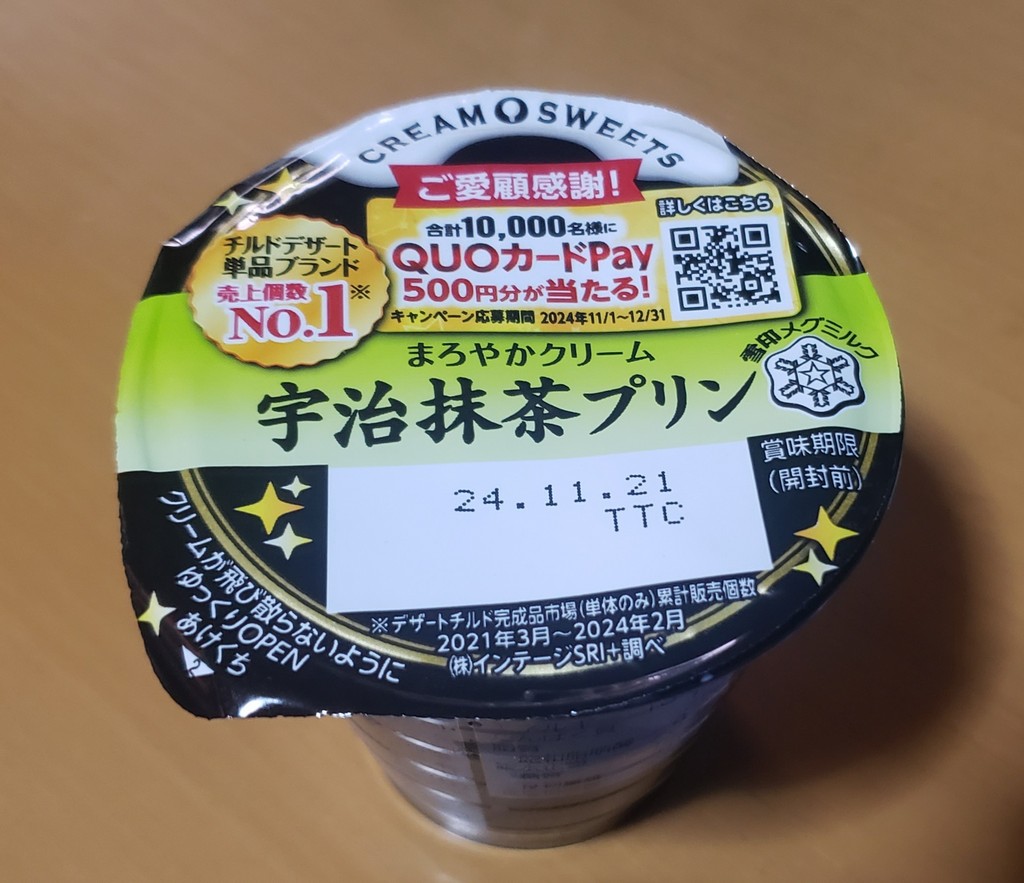 CREAM SWEETS
ご愛顧感謝!
合計10,000名様に
QUOカードPay
500円分が当たる!
キャンペーン応募期間 2024年11/1~12/31
詳しくはこちら
チルドデザート
単品ブランド
売上個数
No.1※
まろやかクリーム
宇治抹茶プリン
雪印メグミルク
賞味期限
(開封前)
24.11.21
TTC
※デザートチルド完成品市場(単体のみ)累計販売個数
2021年3月~2024年2月
(株)インテージSRI+調べ
クリームが飛び散らないように
ゆっくりOPEN
あけくち